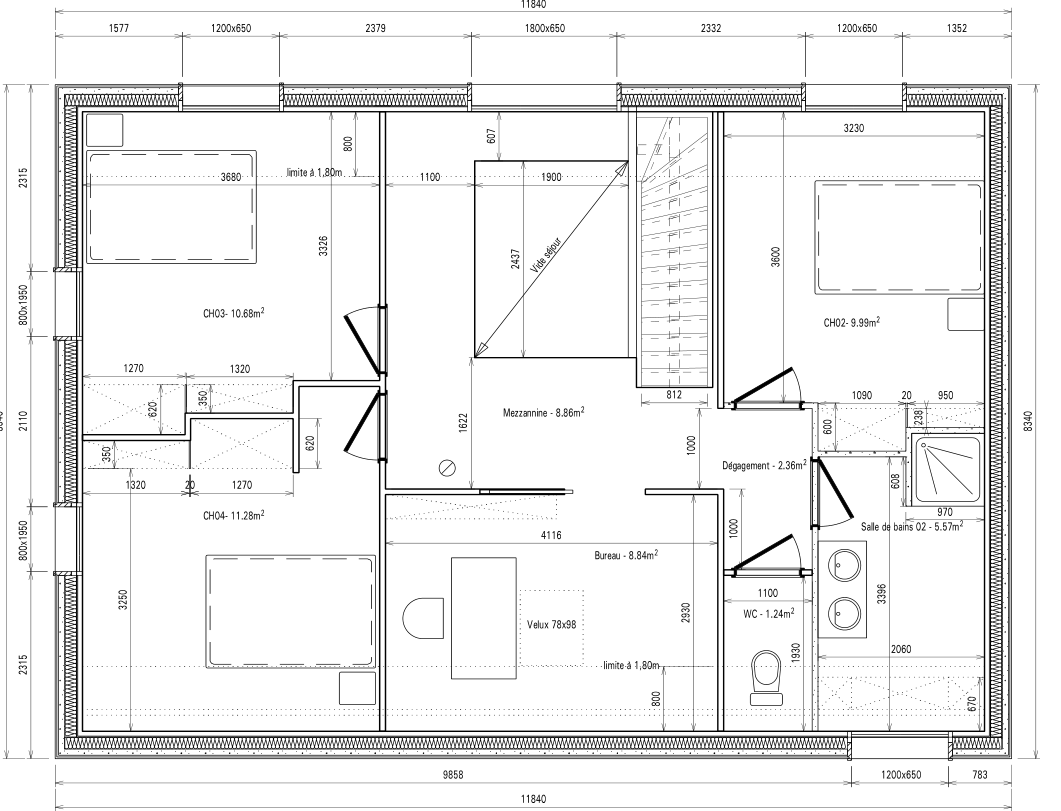 11840
1577 1200x650 2379 1800x650 2332 1200x650 1352
2315
800x1950
2110
800x1950
2315
8340
3680
limite à 1,80m
800
3326
CH03- 10.68m²
1270 1320
620 350
350 620
1320 20 1270
CH04- 11.28m²
3250
607
1100 1900
2437
Vide séjour
1622
Mezzannine - 8.86m²
812
1000
3230
3600
CH02- 9.99m²
1090 20 950
600 238
Dégagement - 2.36m²
608
970
Salle de bains 02 - 5.57m²
1000
4116
Bureau - 8.84m²
Velux 78x98
2930
limite à 1,80m
800
1100
WC - 1.24m²
1930
3396
2060
670
9858 1200x650 783
11840